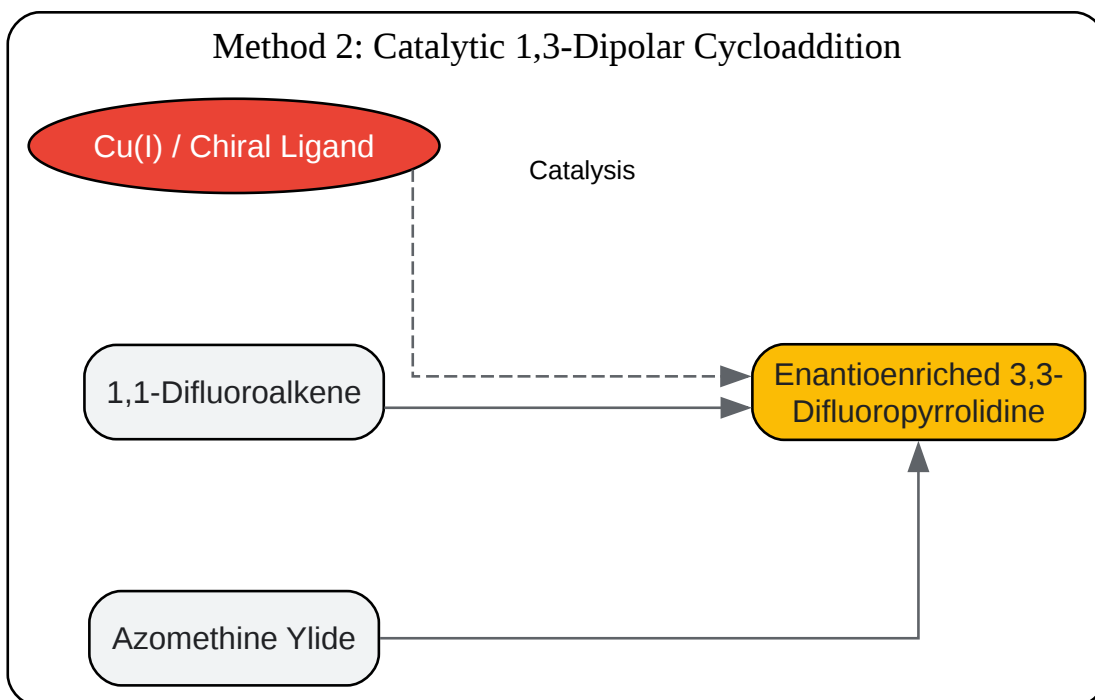 Method 2: Catalytic 1,3-Dipolar Cycloaddition
Cu(I) / Chiral Ligand
Catalysis
1,1-Difluoroalkene
Enantioenriched 3,3-
Difluoropyrrolidine
Azomethine Ylide